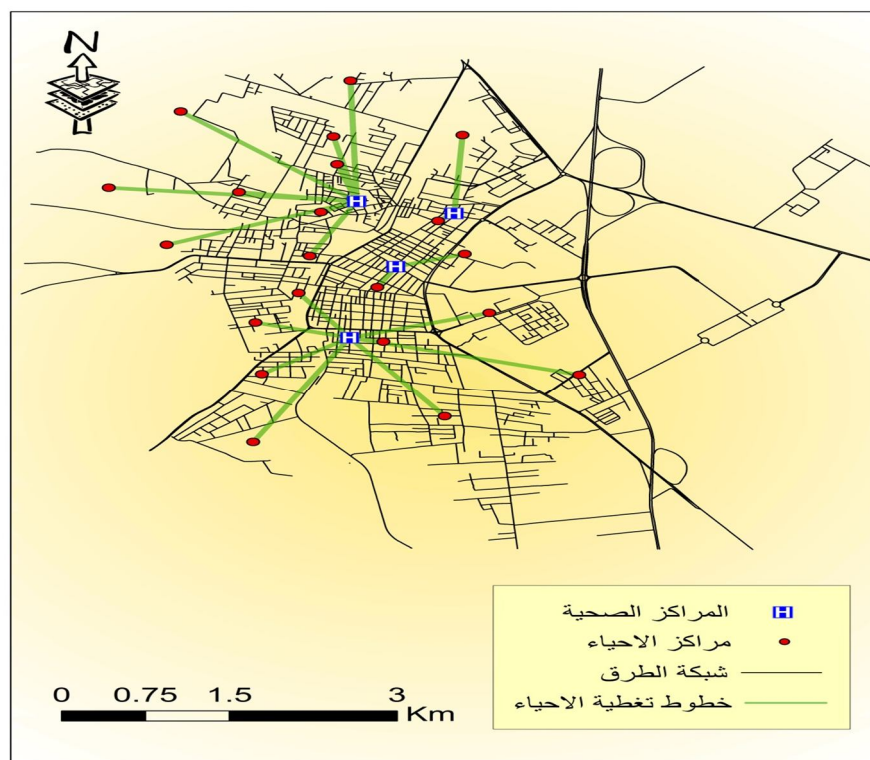 N
H
H
H
H
المراكز الصحية H
مراكز الاحياء
شبكة الطرق
خطوط تغطية الاحياء
0 0.75 1.5 3
Km